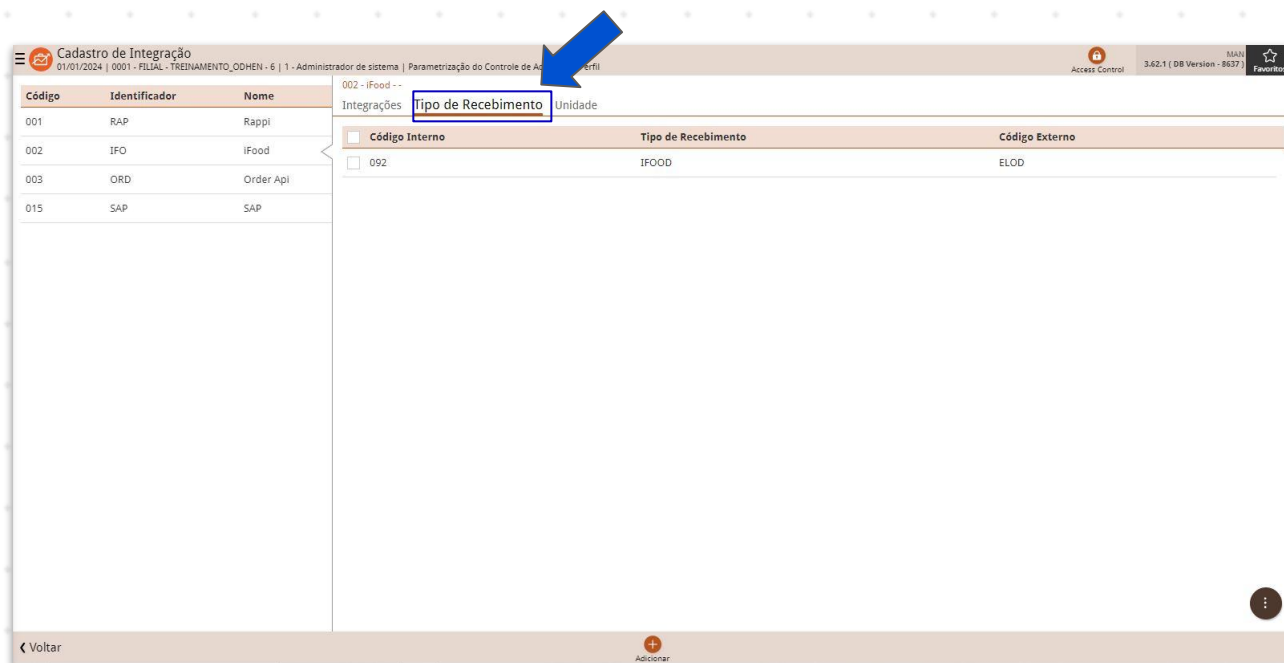 Cadastro de Integração
01/01/2024 | 0001 - FILIAL - TREINAMENTO_ODHEN - 6 | 1 - Administrador de sistema | Parametrização do Controle de
Access Control
MAN
3.62.1 ( DB Version - 8637 )
Favoritos
Código Identificador Nome
001 RAP Rappi
002 IFO iFood
003 ORD Order Api
015 SAP SAP
002 - iFood - -
Integrações Tipo de Recebimento Unidade
Código Interno Tipo de Recebimento Código Externo
092 IFOOD ELOD
Voltar
Adicionar